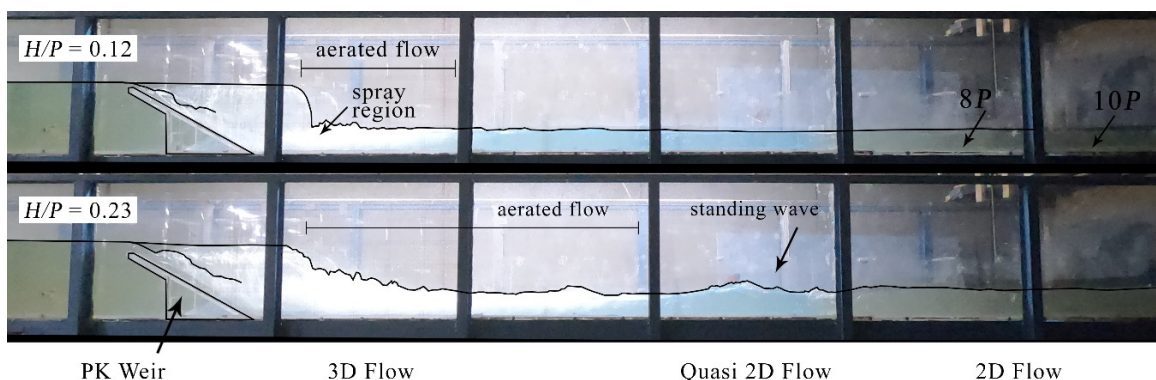 H/P = 0.12
aerated flow
spray
region
8P
10P
H/P = 0.23
aerated flow
standing wave
PK Weir
3D Flow
Quasi 2D Flow
2D Flow